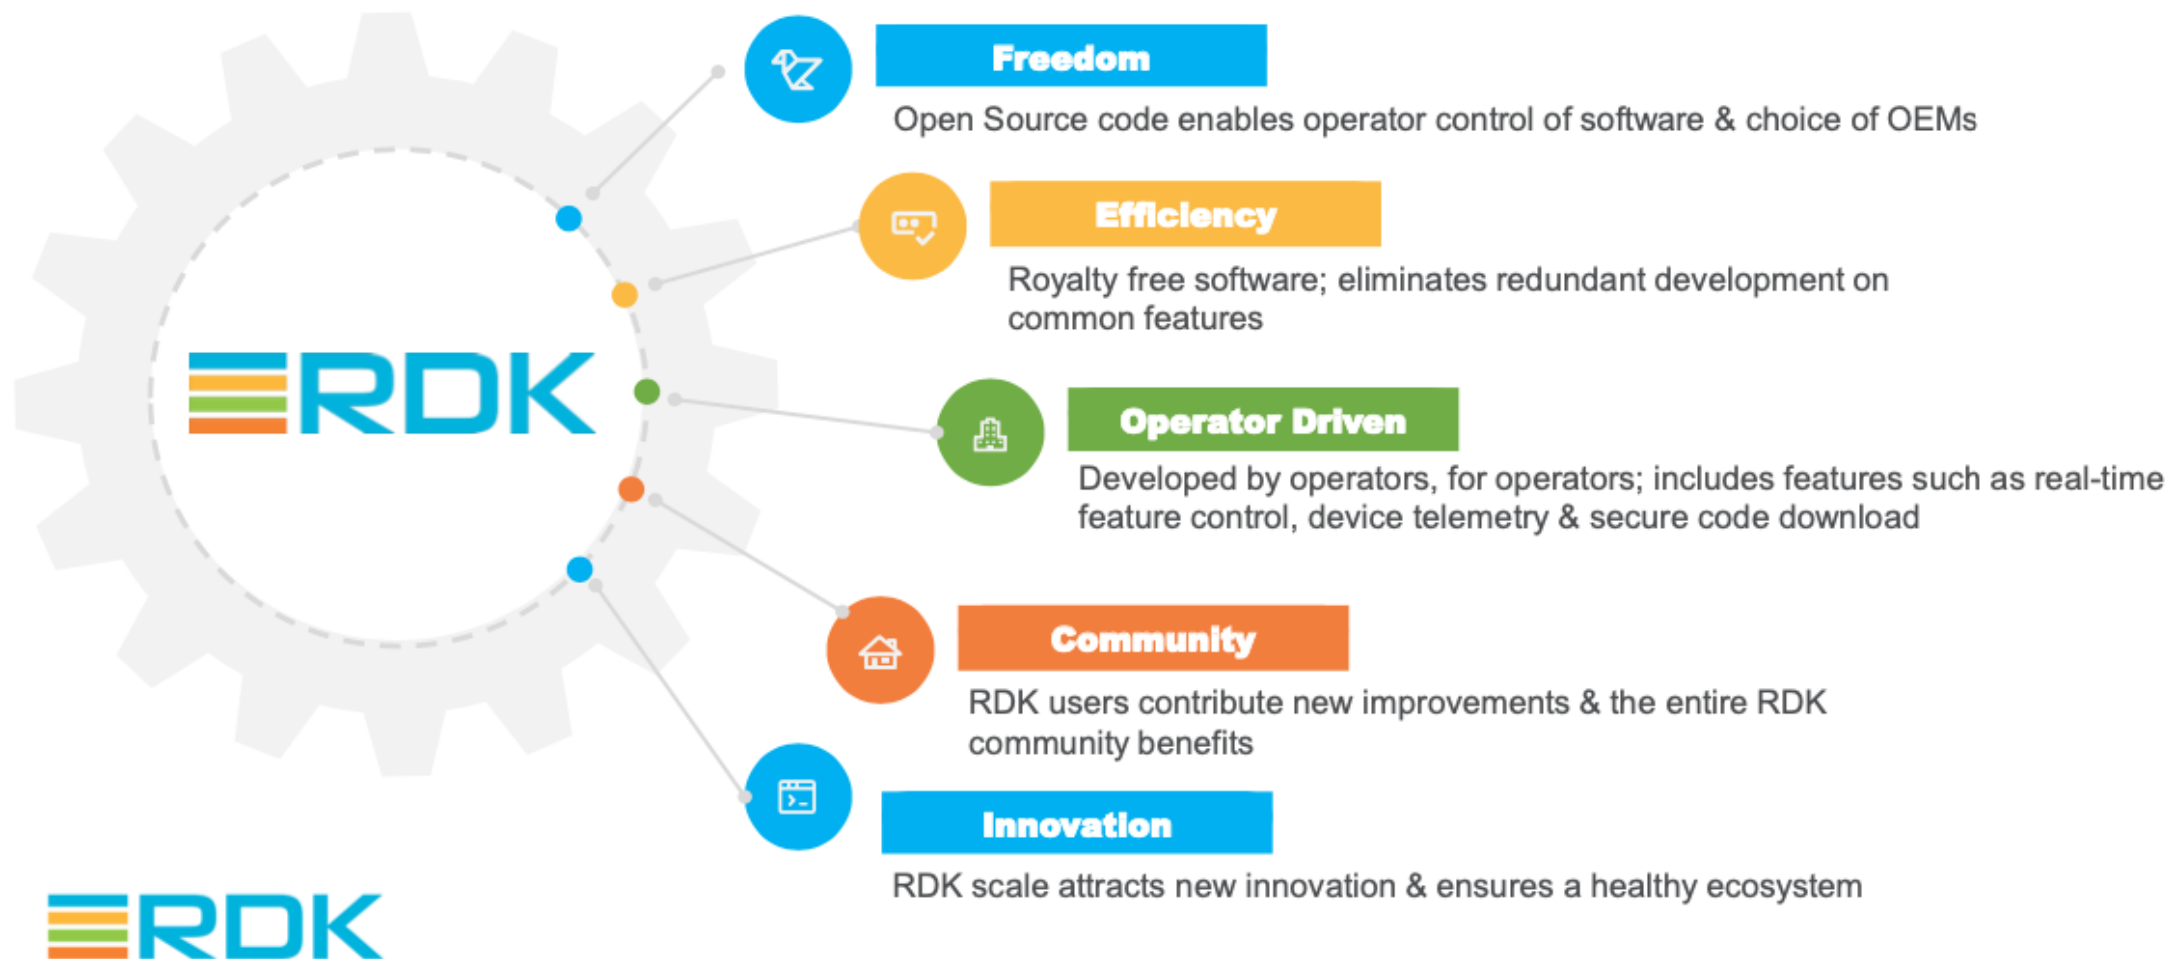 Freedom
Open Source code enables operator control of software & choice of OEMs
Efficiency
Royalty free software; eliminates redundant development on
common features
RDK
Operator Driven
Developed by operators, for operators; includes features such as real-time
feature control, device telemetry & secure code download
Community
RDK users contribute new improvements & the entire RDK
community benefits
Innovation
RDK scale attracts new innovation & ensures a healthy ecosystem
RDK